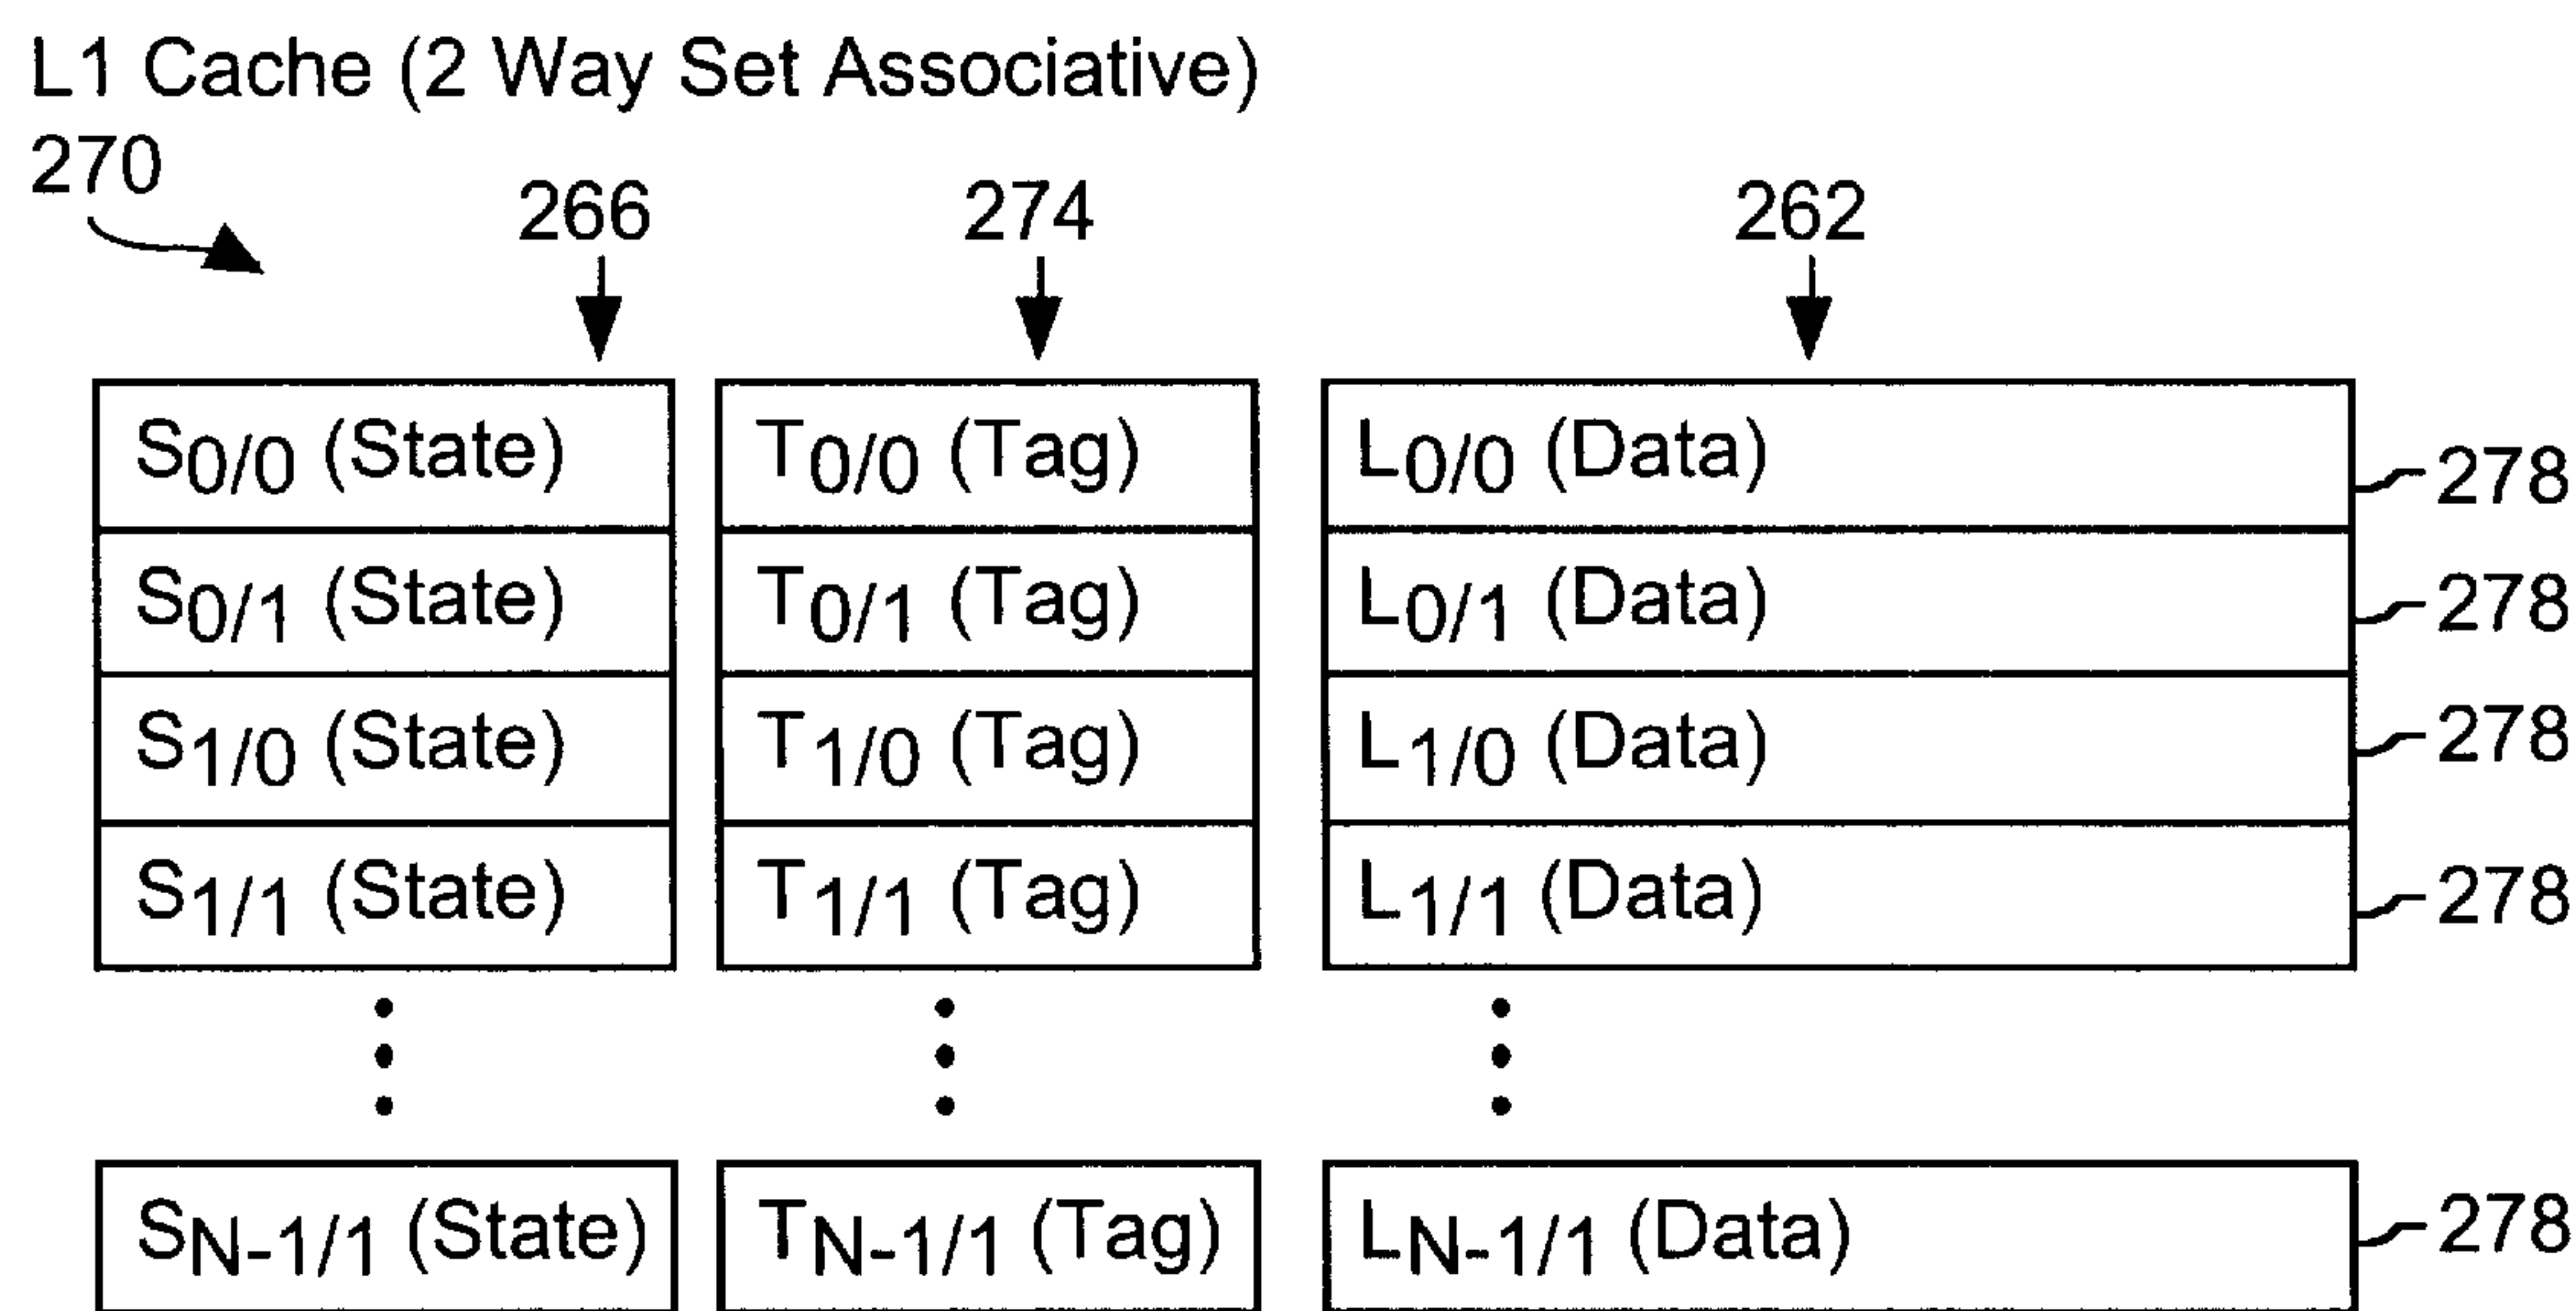 L1 Cache (2 Way Set Associative)
270
266 274 262
S0/0 (State) T0/0 (Tag) L0/0 (Data) 278
S0/1 (State) T0/1 (Tag) L0/1 (Data) 278
S1/0 (State) T1/0 (Tag) L1/0 (Data) 278
S1/1 (State) T1/1 (Tag) L1/1 (Data) 278
SN-1/1 (State) TN-1/1 (Tag) LN-1/1 (Data) 278